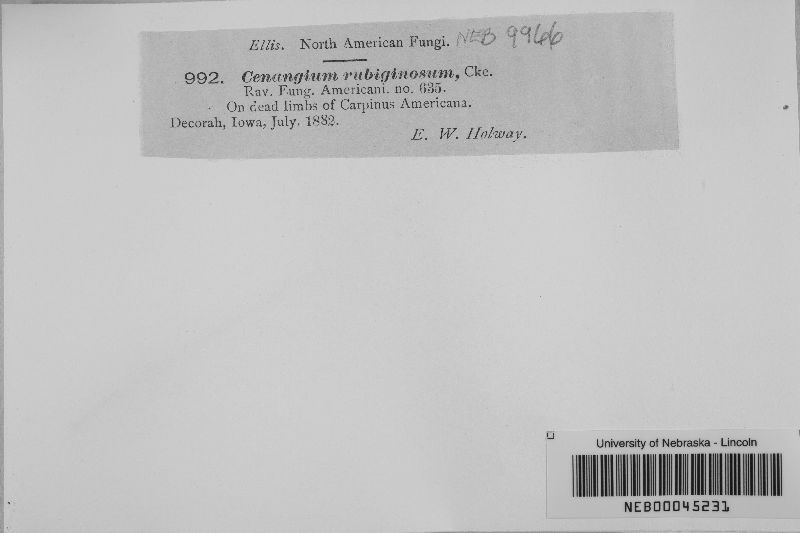 Ellis. North American Fungi. NEB 9966
992. Cenangium rubiginosum, Cke.
Rav. Fung. Americani. no. 635.
On dead limbs of Carpinus Americana.
Decorah, Iowa, July, 1882.
E. W. Holway.
University of Nebraska - Lincoln
NEB00045231